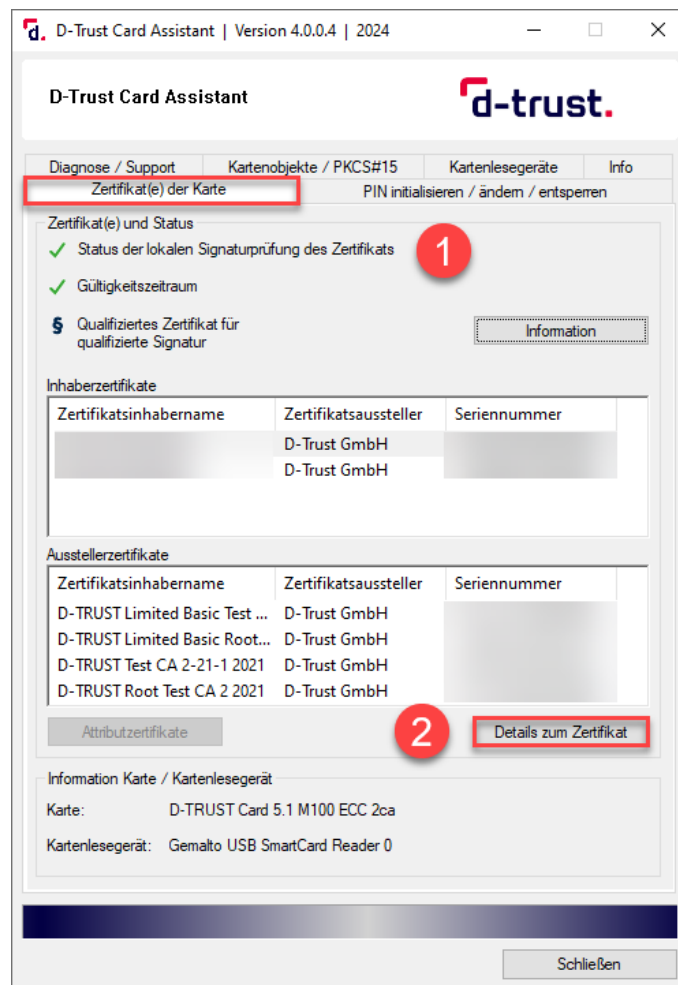 d. D-Trust Card Assistant | Version 4.0.0.4 | 2024
D-Trust Card Assistant
d-trust.
Diagnose / Support Kartenobjekte / PKCS#15 Kartenlesegeräte Info
Zertifikat(e) der Karte PIN initialisieren / ändern / entsperren
Zertifikat(e) und Status
Status der lokalen Signaturprüfung des Zertifikats
1
Gültigkeitszeitraum
§ Qualifiziertes Zertifikat für
qualifizierte Signatur
Information
Inhaberzertifikate
Zertifikatsinhabername Zertifikatsaussteller Seriennummer
D-Trust GmbH
D-Trust GmbH
Ausstellerzertifikate
Zertifikatsinhabername Zertifikatsaussteller Seriennummer
D-TRUST Limited Basic Test ... D-Trust GmbH
D-TRUST Limited Basic Root... D-Trust GmbH
D-TRUST Test CA 2-21-1 2021 D-Trust GmbH
D-TRUST Root Test CA 2 2021 D-Trust GmbH
Attributzertifikate 2 Details zum Zertifikat
Information Karte / Kartenlesegerät
Karte: D-TRUST Card 5.1 M100 ECC 2ca
Kartenlesegerät: Gemalto USB SmartCard Reader 0
Schließen